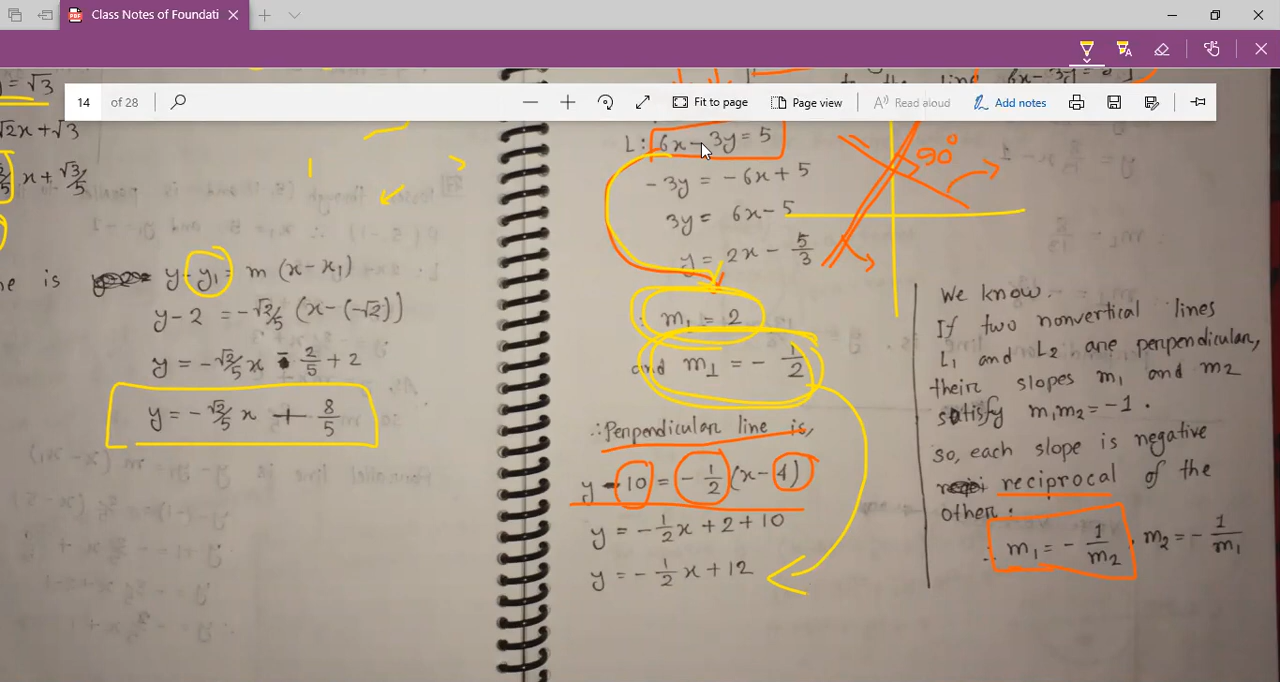 Class Notes of Foundati
14 of 28
Fit to page
Page view
Read aloud
Add notes
y = √3
√2x + √3
x + √3/5
is y - y₁ = m (x - x₁)
y - 2 = -√2/5 (x - (-√2))
y = -√2/5 x - 2/5 + 2
y = -√2/5 x + 8/5
L: 6x - 3y = 5
-3y = -6x + 5
3y = 6x - 5
y = 2x - 5/3
m₁ = 2
and m⊥ = - 1/2
∴ Perpendicular line is,
y - 10 = - 1/2 (x - 4)
y = - 1/2 x + 2 + 10
y = - 1/2 x + 12
90°
We know.
If two nonvertical lines
L₁ and L₂ are perpendicular,
their slopes m₁ and m₂
satisfy m₁m₂ = -1.
so, each slope is negative
reciprocal of the
other.
∴ m₁ = - 1/m₂ . m₂ = - 1/m₁